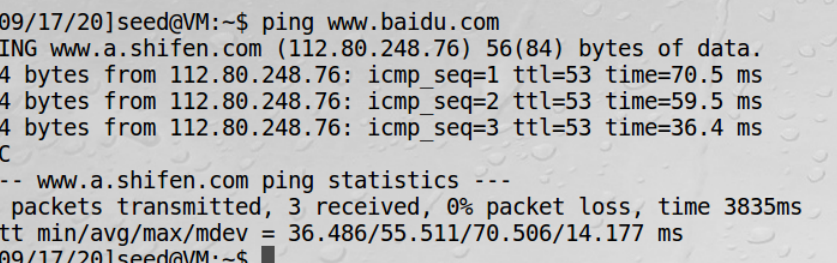 09/17/20]seed@VM:~$ ping www.baidu.com
ING www.a.shifen.com (112.80.248.76) 56(84) bytes of data.
4 bytes from 112.80.248.76: icmp_seq=1 ttl=53 time=70.5 ms
4 bytes from 112.80.248.76: icmp_seq=2 ttl=53 time=59.5 ms
4 bytes from 112.80.248.76: icmp_seq=3 ttl=53 time=36.4 ms
C
-- www.a.shifen.com ping statistics ---
packets transmitted, 3 received, 0% packet loss, time 3835ms
tt min/avg/max/mdev = 36.486/55.511/70.506/14.177 ms
09/17/20]seed@VM:~$